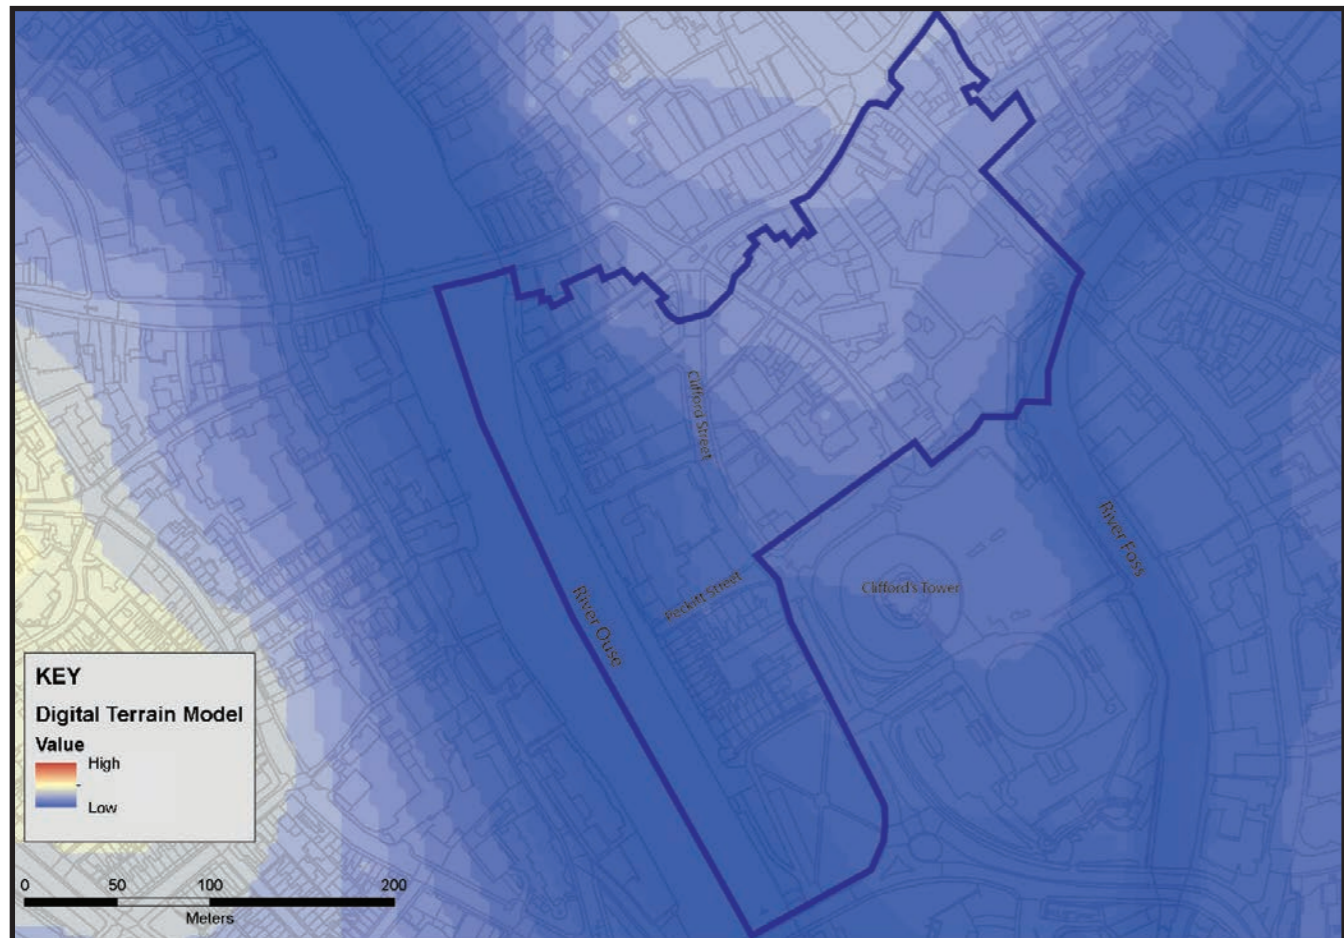 Clifford Street
River Foss
Clifford's Tower
Peckitt Street
River Ouse
KEY
Digital Terrain Model
Value
High
Low
0 50 100 200
Meters